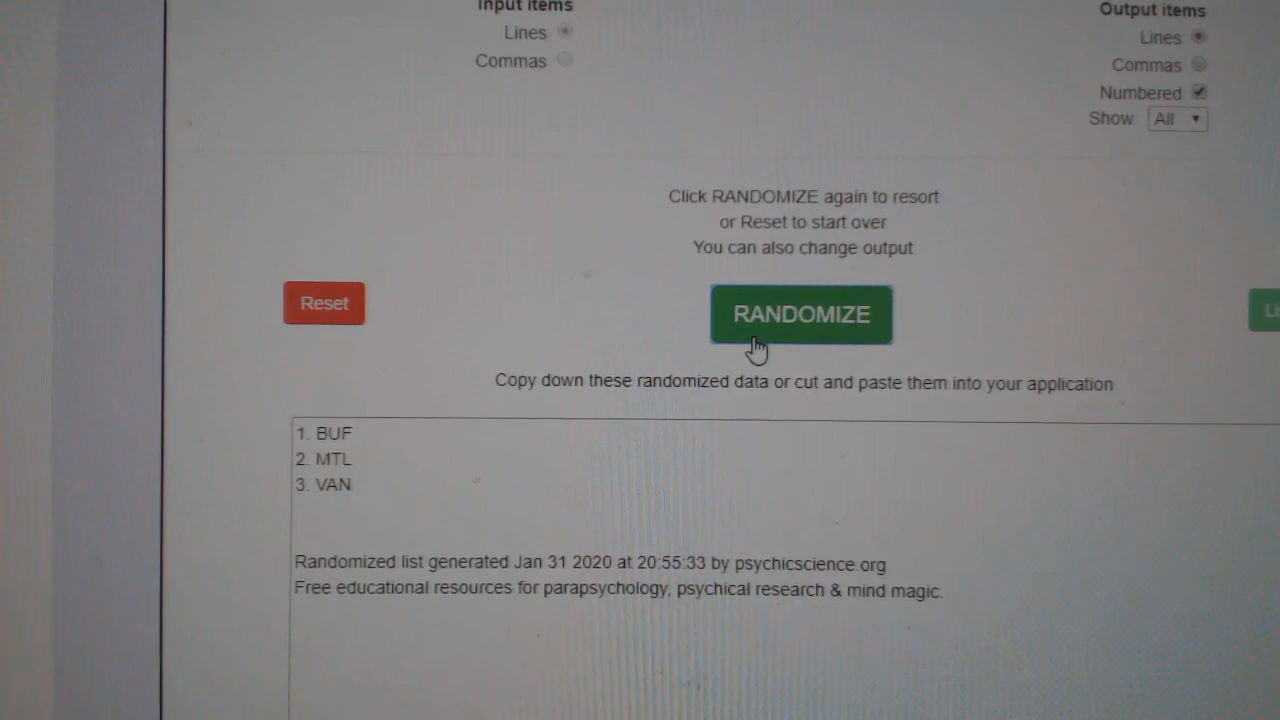 Input items
Lines
Commas
Output items
Lines
Commas
Numbered
Show All
Click RANDOMIZE again to resort
or Reset to start over
You can also change output
Reset
RANDOMIZE
Copy down these randomized data or cut and paste them into your application
1. BUF
2. MTL
3. VAN
Randomized list generated Jan 31 2020 at 20:55:33 by psychicscience.org
Free educational resources for parapsychology, psychical research & mind magic.